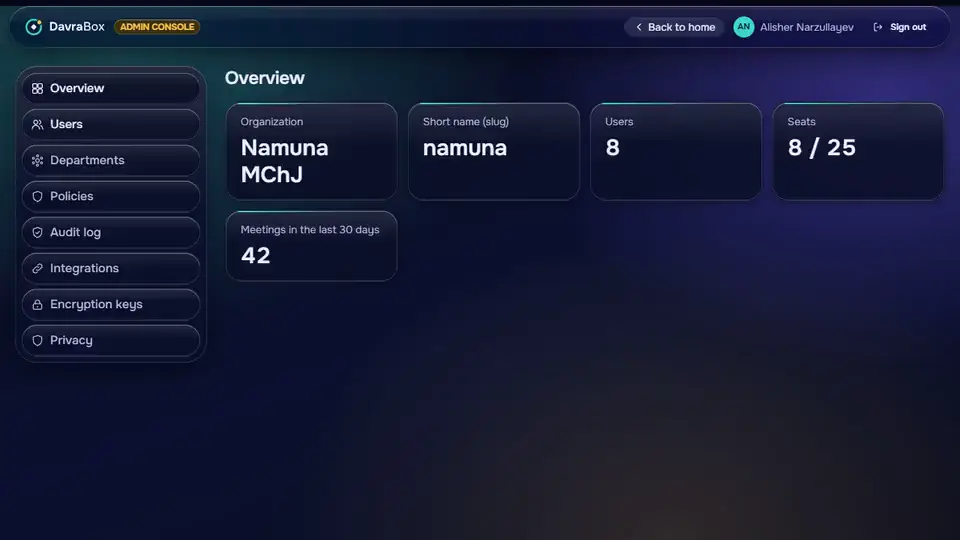 DavraBox ADMIN CONSOLE
Back to home
AN Alisher Narzullayev
Sign out
Overview
Users
Departments
Policies
Audit log
Integrations
Encryption keys
Privacy
Overview
Organization
Namuna
MChJ
Short name (slug)
namuna
Users
8
Seats
8 / 25
Meetings in the last 30 days
42